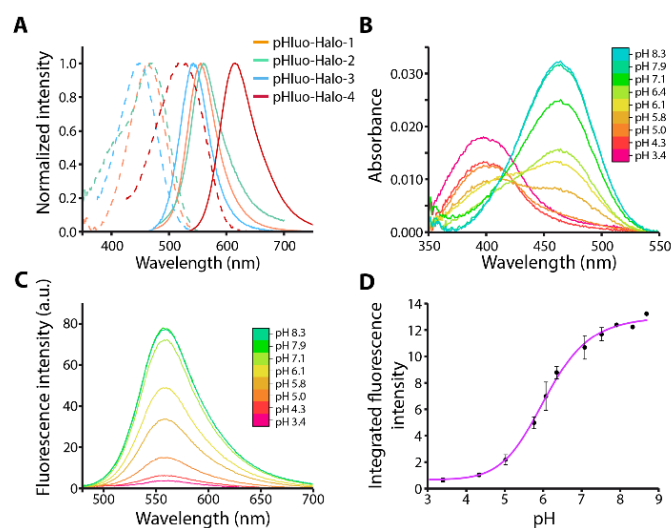 A
pHluo-Halo-1
pHluo-Halo-2
pHluo-Halo-3
pHluo-Halo-4
Normalized intensity
1.0
0.8
0.6
0.4
0.2
0.0
400 500 600 700
Wavelength (nm)
B
pH 8.3
pH 7.9
pH 7.1
pH 6.4
pH 6.1
pH 5.8
pH 5.0
pH 4.3
pH 3.4
Absorbance
0.030
0.020
0.010
0.000
350 400 450 500 550
Wavelength (nm)
C
pH 8.3
pH 7.9
pH 7.1
pH 6.1
pH 5.8
pH 5.0
pH 4.3
pH 3.4
Fluorescence intensity (a.u.)
80
60
40
20
0
500 550 600 650 700
Wavelength (nm)
D
Integrated fluorescence
intensity
14
12
10
8
6
4
2
0
3 4 5 6 7 8 9
pH